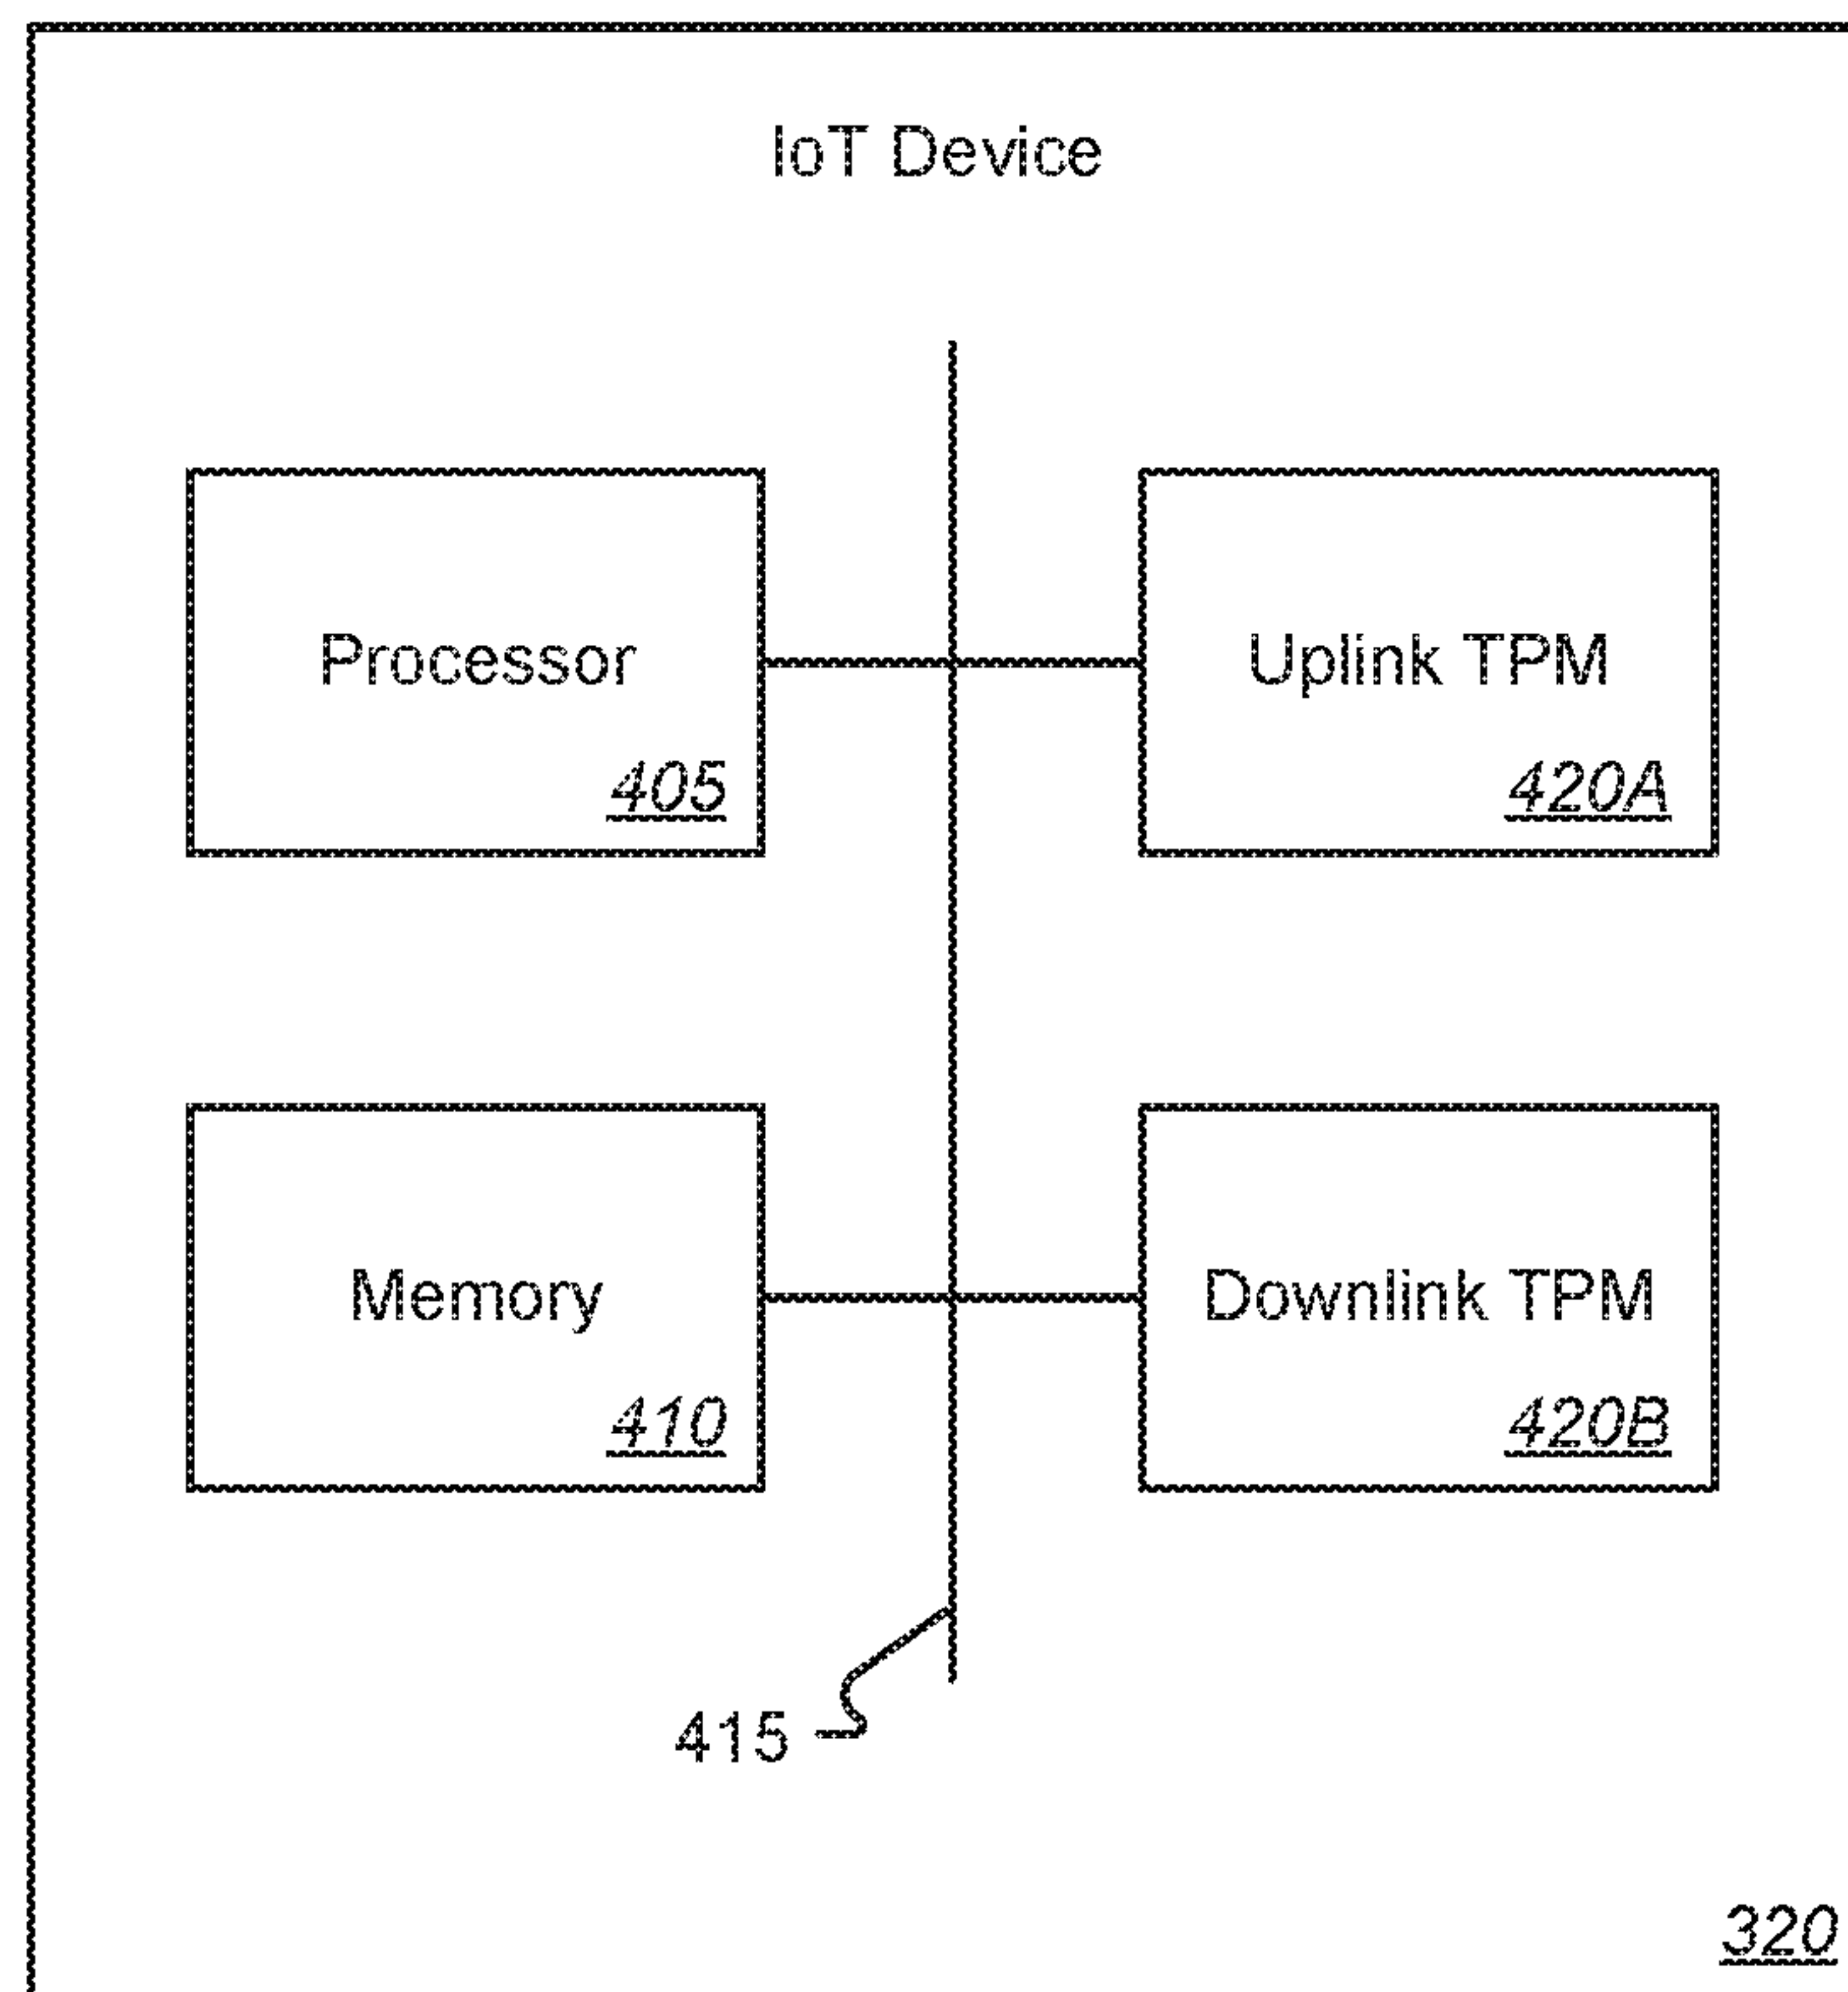 IoT Device
Processor
405
Uplink TPM
420A
Memory
410
Downlink TPM
420B
415
320